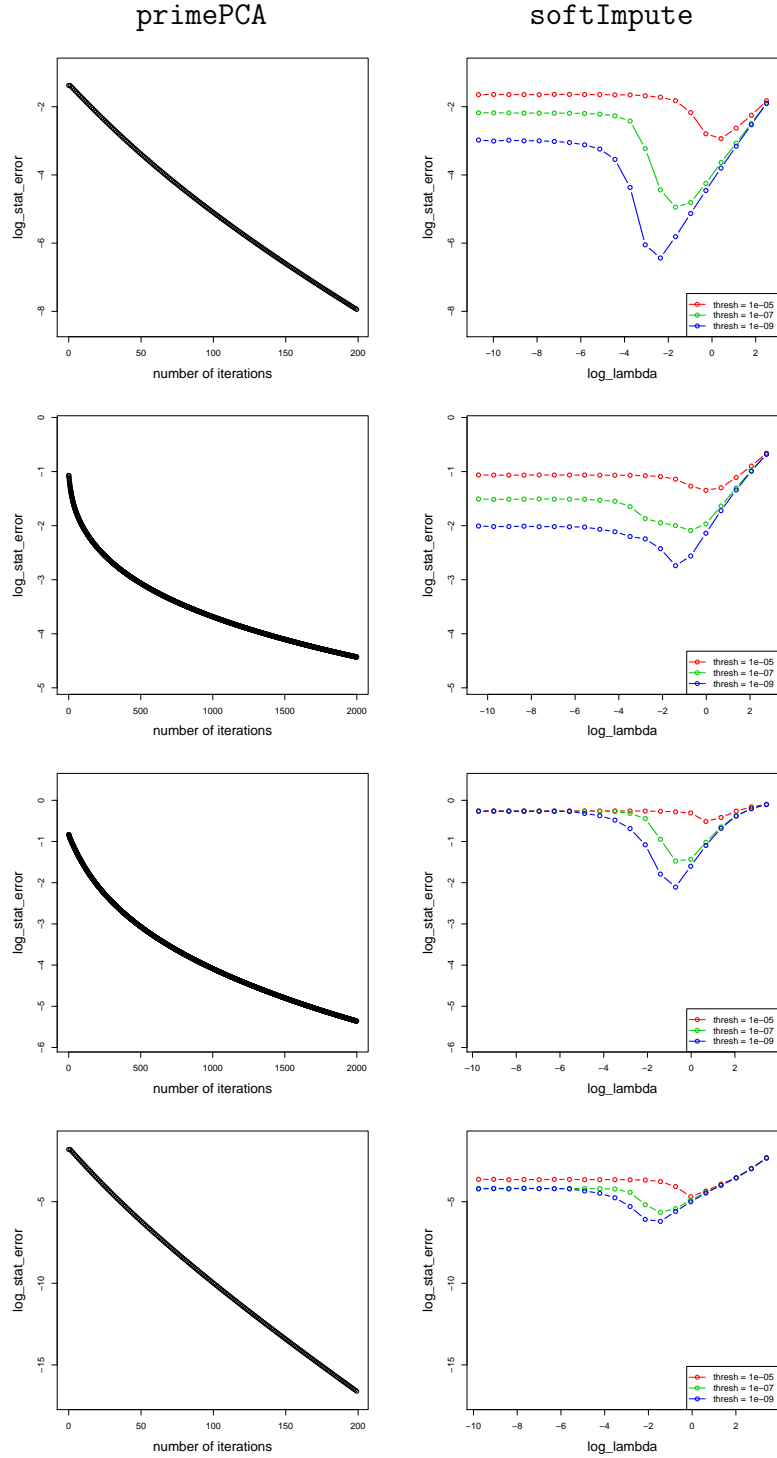 primePCA softImpute
−2
−4
−6
−8
log_stat_error
0 50 100 150 200
number of iterations
−2
−4
−6
−8
log_stat_error
thresh = 1e−05
thresh = 1e−07
thresh = 1e−09
−10 −8 −6 −4 −2 0 2
log_lambda
0
−1
−2
−3
−4
−5
log_stat_error
0 500 1000 1500 2000
number of iterations
0
−1
−2
−3
−4
−5
log_stat_error
thresh = 1e−05
thresh = 1e−07
thresh = 1e−09
−10 −8 −6 −4 −2 0 2
log_lambda
0
−1
−2
−3
−4
−5
−6
log_stat_error
0 500 1000 1500 2000
number of iterations
0
−1
−2
−3
−4
−5
−6
log_stat_error
thresh = 1e−05
thresh = 1e−07
thresh = 1e−09
−10 −8 −6 −4 −2 0 2
log_lambda
−5
−10
−15
log_stat_error
0 50 100 150 200
number of iterations
−5
−10
−15
log_stat_error
thresh = 1e−05
thresh = 1e−07
thresh = 1e−09
−10 −8 −6 −4 −2 0 2
log_lambda